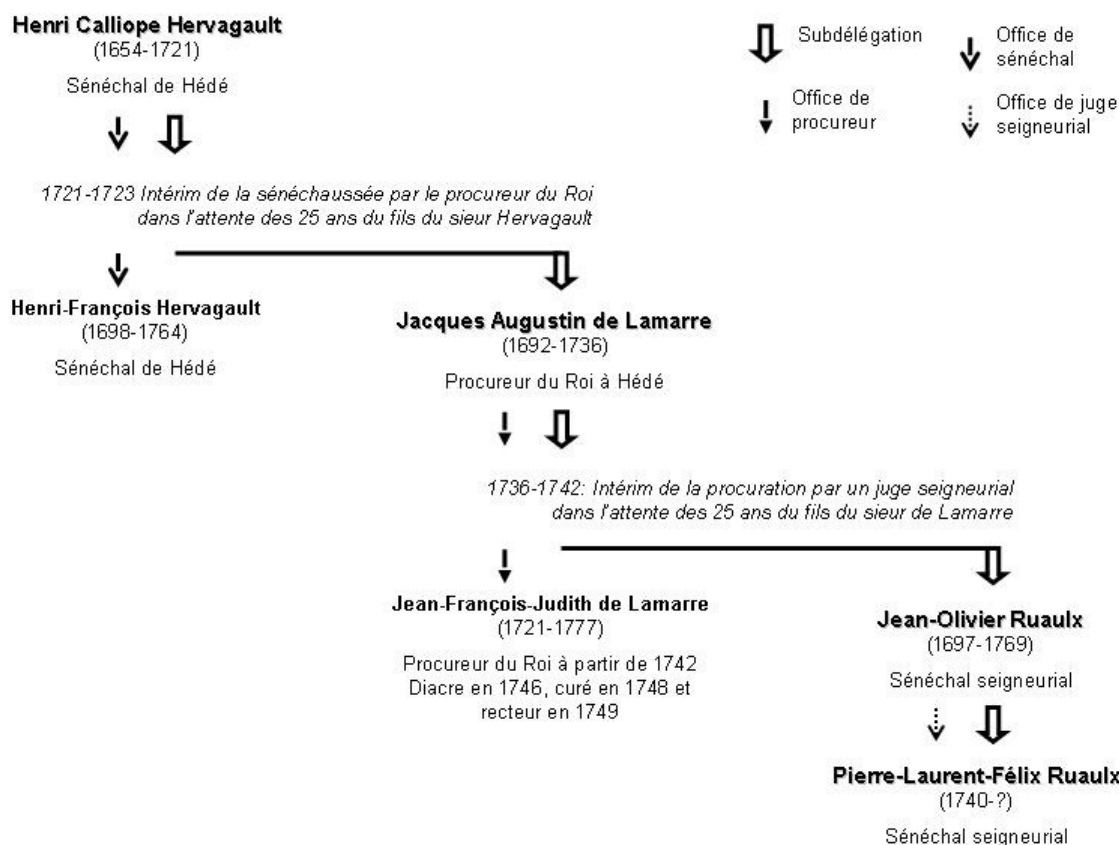 Henri Calliope Hervagault
(1654-1721)
Sénéchal de Hédé
Subdélégation
Office de
sénéchal
Office de
procureur
Office de juge
seigneurial
1721-1723 Intérim de la sénéchaussée par le procureur du Roi
dans l'attente des 25 ans du fils du sieur Hervagault
Henri-François Hervagault
(1698-1764)
Sénéchal de Hédé
Jacques Augustin de Lamarre
(1692-1736)
Procureur du Roi à Hédé
1736-1742: Intérim de la procuration par un juge seigneurial
dans l'attente des 25 ans du fils du sieur de Lamarre
Jean-François-Judith de Lamarre
(1721-1777)
Procureur du Roi à partir de 1742
Diacre en 1746, curé en 1748 et
recteur en 1749
Jean-Olivier Ruaulx
(1697-1769)
Sénéchal seigneurial
Pierre-Laurent-Félix Ruaulx
(1740-?)
Sénéchal seigneurial